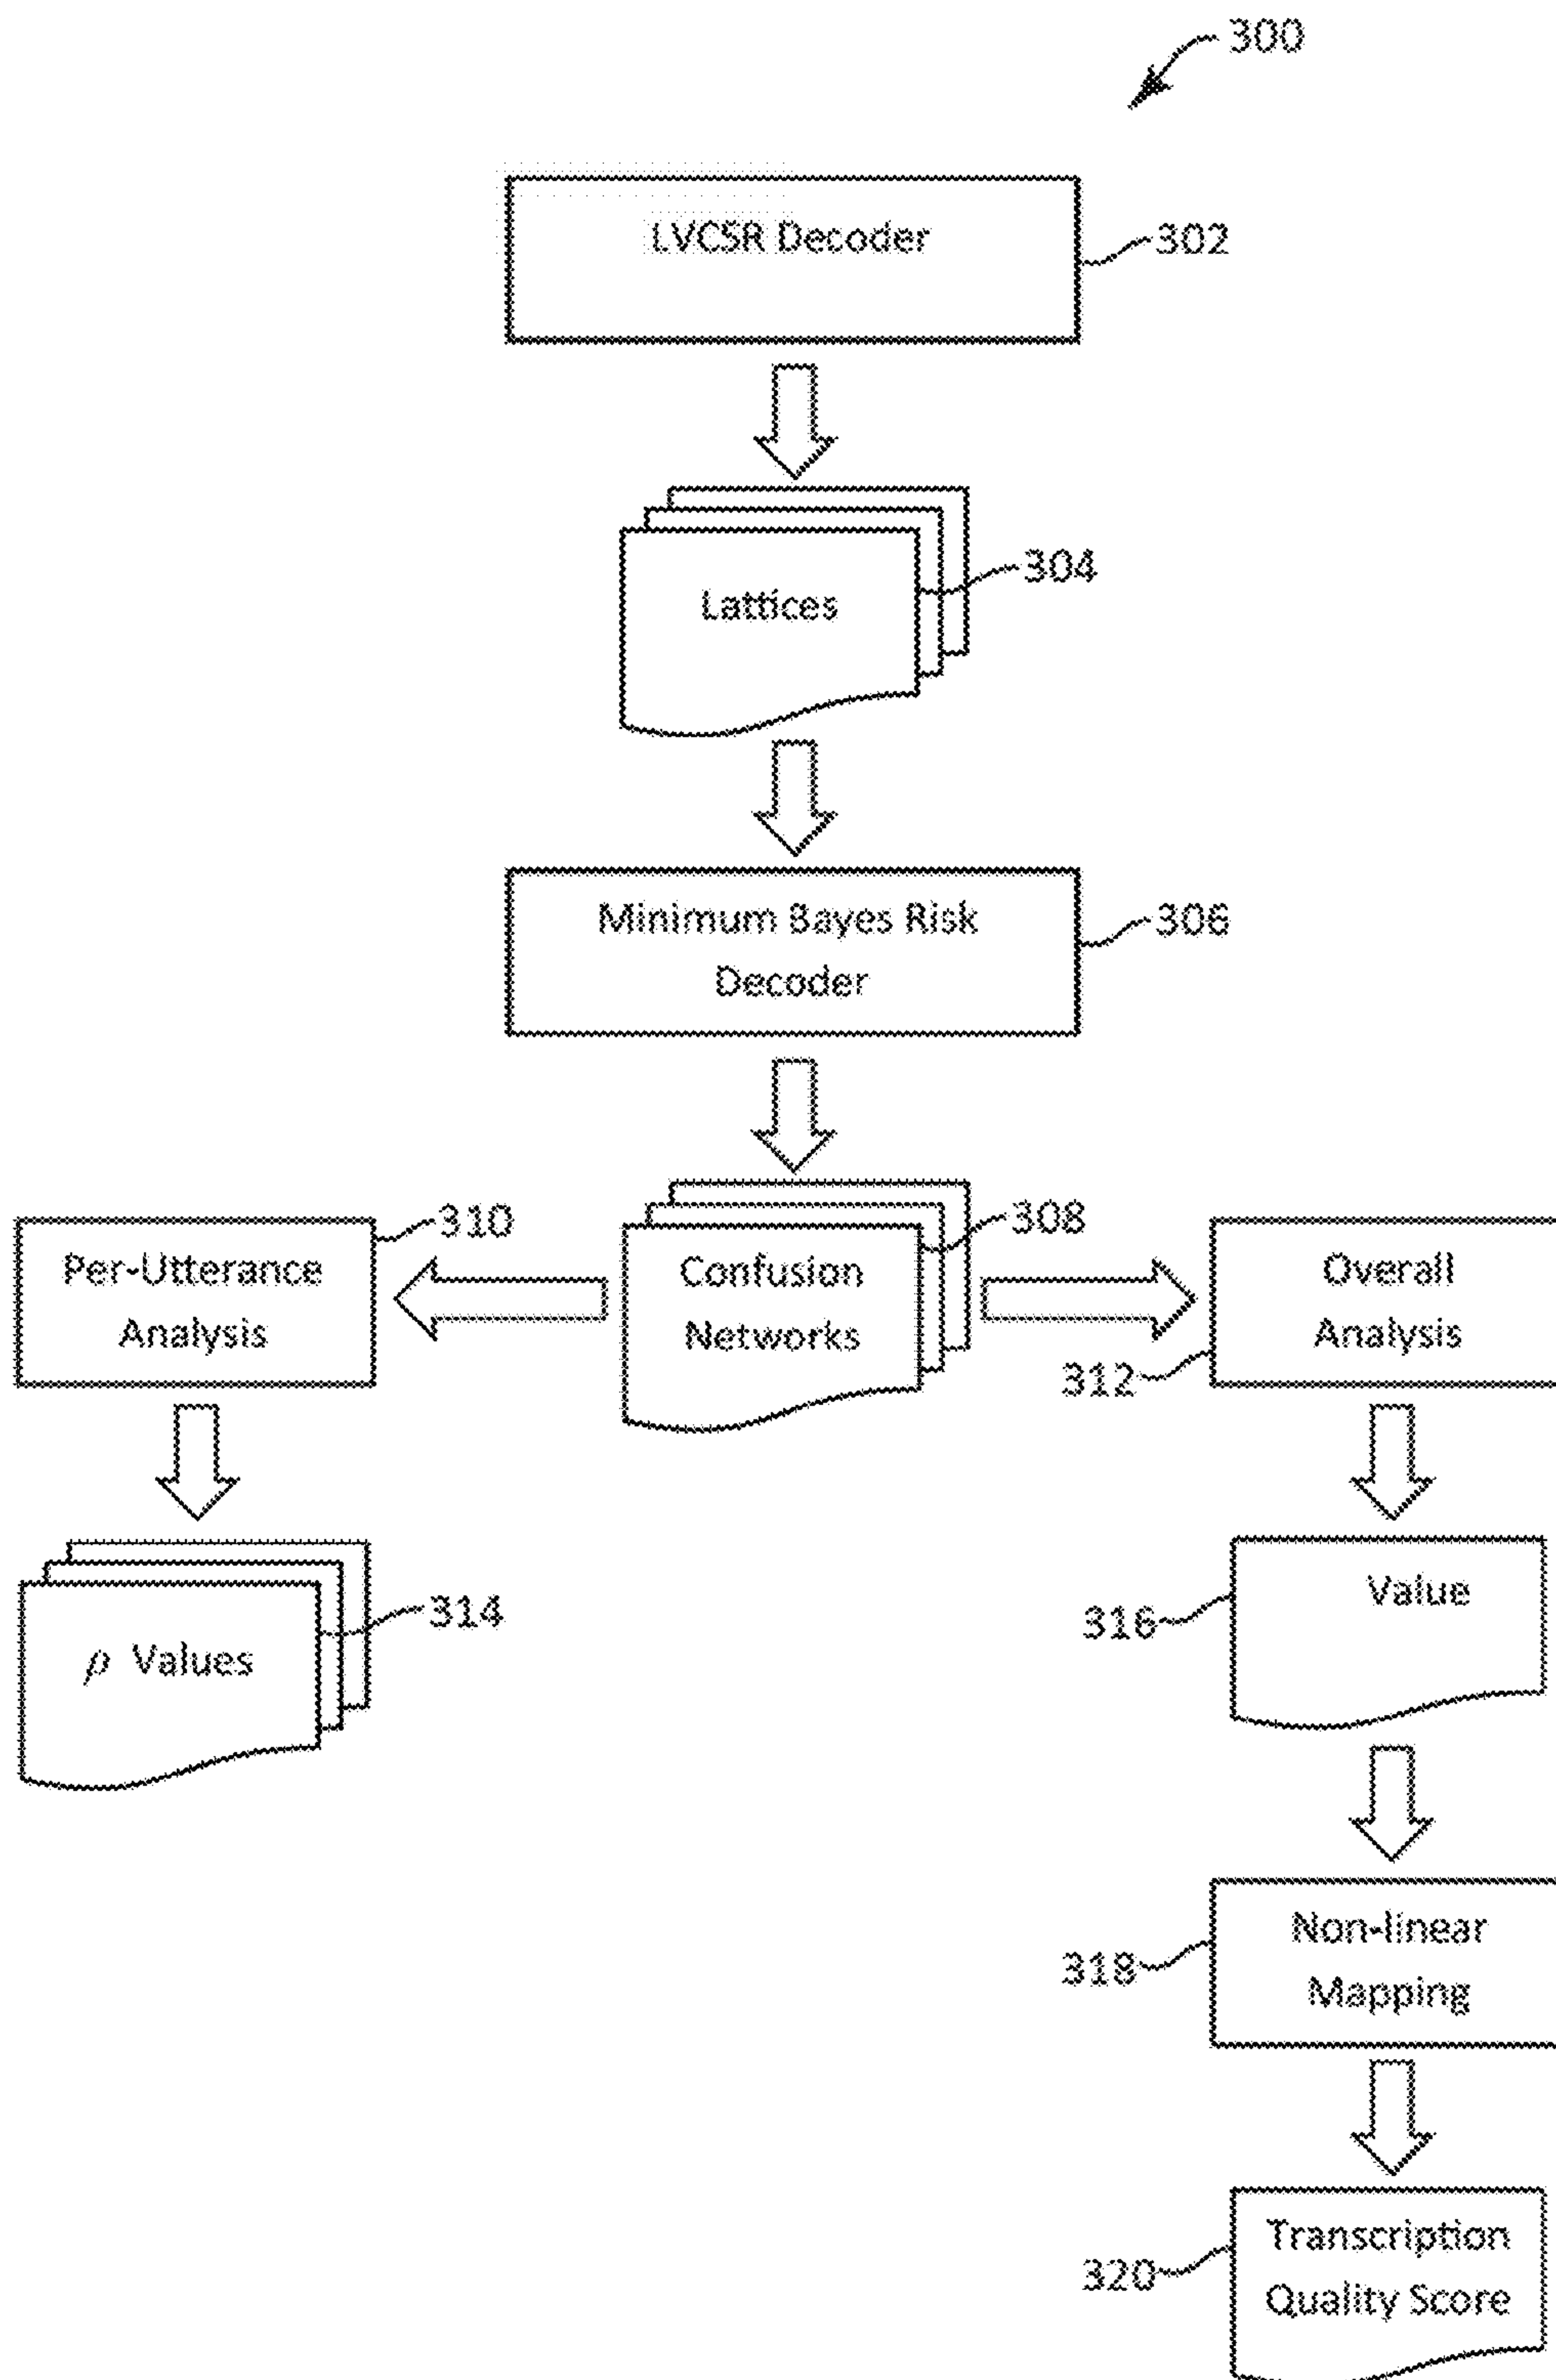 300
LVCSR Decoder
302
Lattices
304
Minimum Bayes Risk
Decoder
306
Confusion
Networks
308
Per-Utterance
Analysis
310
Overall
Analysis
312
ρ Values
314
Value
316
Non-linear
Mapping
318
Transcription
Quality Score
320